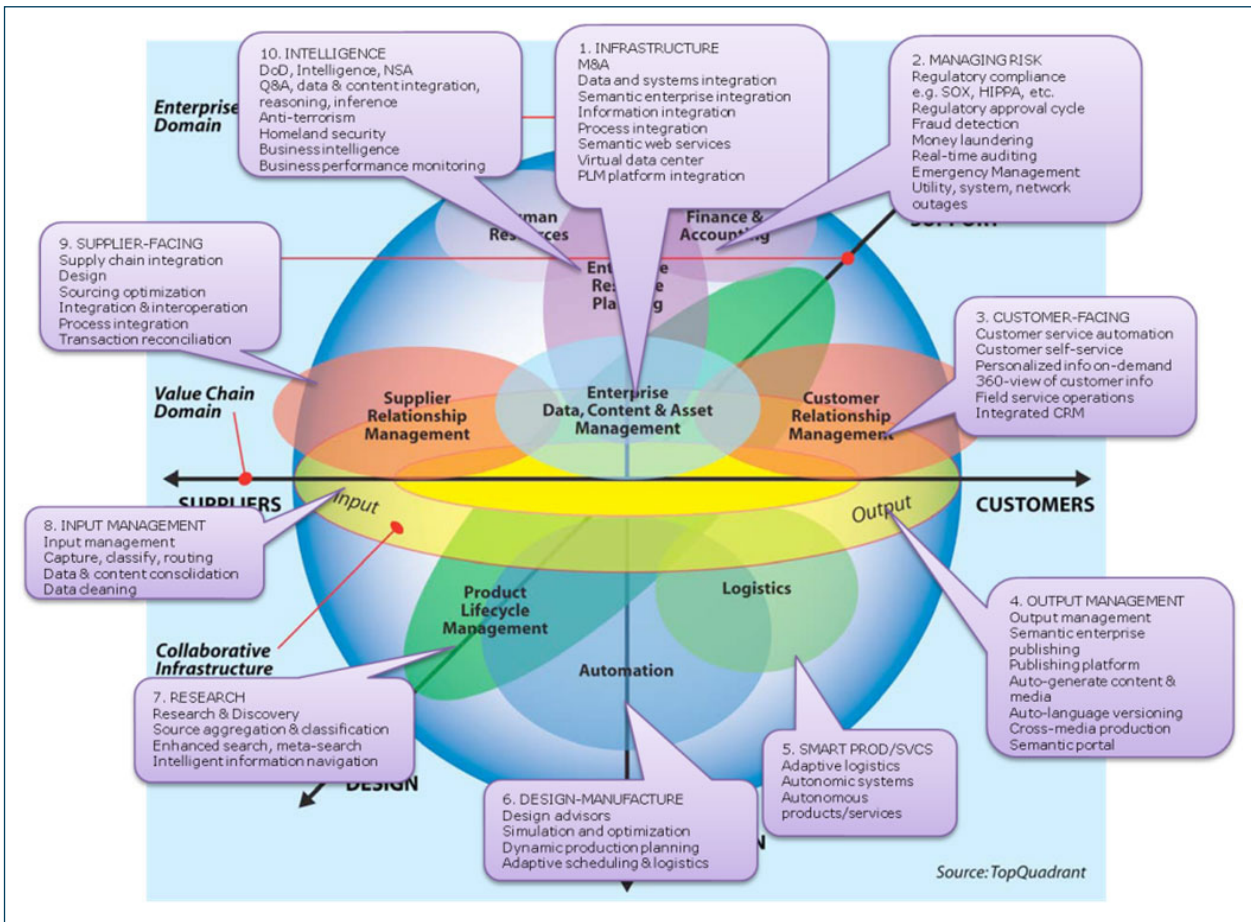 10. INTELLIGENCE
DoD, Intelligence, NSA
Q&A, data & content integration,
reasoning, inference
Anti-terrorism
Homeland security
Business intelligence
Business performance monitoring
1. INFRASTRUCTURE
M&A
Data and systems integration
Semantic enterprise integration
Information integration
Process integration
Semantic web services
Virtual data center
PLM platform integration
2. MANAGING RISK
Regulatory compliance
e.g. SOX, HIPPA, etc.
Regulatory approval cycle
Fraud detection
Money laundering
Real-time auditing
Emergency Management
Utility, system, network
outages
Enterprise
Domain
Resources
Finance &
Accounting
9. SUPPLIER-FACING
Supply chain integration
Design
Sourcing optimization
Integration & interoperation
Process integration
Transaction reconciliation
3. CUSTOMER-FACING
Customer service automation
Customer self-service
Personalized info on-demand
360-view of customer info
Field service operations
Integrated CRM
Value Chain
Domain
Supplier
Relationship
Management
Enterprise
Data, Content & Asset
Management
Customer
Relationship
Management
SUPPLIERS
Input
Output
CUSTOMERS
8. INPUT MANAGEMENT
Input management
Capture, classify, routing
Data & content consolidation
Data cleaning
Product
Lifecycle
Management
Logistics
Automation
4. OUTPUT MANAGEMENT
Output management
Semantic enterprise
publishing
Publishing platform
Auto-generate content &
media
Auto-language versioning
Cross-media production
Semantic portal
Collaborative
Infrastructure
7. RESEARCH
Research & Discovery
Source aggregation & classification
Enhanced search, meta-search
Intelligent information navigation
DESIGN
5. SMART PROD/SVCS
Adaptive logistics
Autonomic systems
Autonomous
products/services
6. DESIGN-MANUFACTURE
Design advisors
Simulation and optimization
Dynamic production planning
Adaptive scheduling & logistics
Source: TopQuadrant